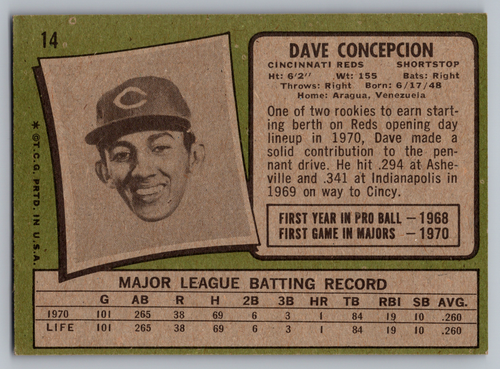 14
DAVE CONCEPCION
CINCINNATI REDS SHORTSTOP
Ht: 6'2" Wt: 155 Bats: Right
Throws: Right Born: 6/17/48
Home: Aragua, Venezuela
One of two rookies to earn start-
ing berth on Reds opening day
lineup in 1970, Dave made a
solid contribution to the pen-
nant drive. He hit .294 at Ashe-
ville and .341 at Indianapolis in
1969 on way to Cincy.
FIRST YEAR IN PRO BALL – 1968
FIRST GAME IN MAJORS – 1970
C
* © T.C.G. PRTD. IN U.S.A.
MAJOR LEAGUE BATTING RECORD
G AB R H 2B 3B HR TB RBI SB AVG.
1970 101 265 38 69 6 3 1 84 19 10 .260
LIFE 101 265 38 69 6 3 1 84 19 10 .260